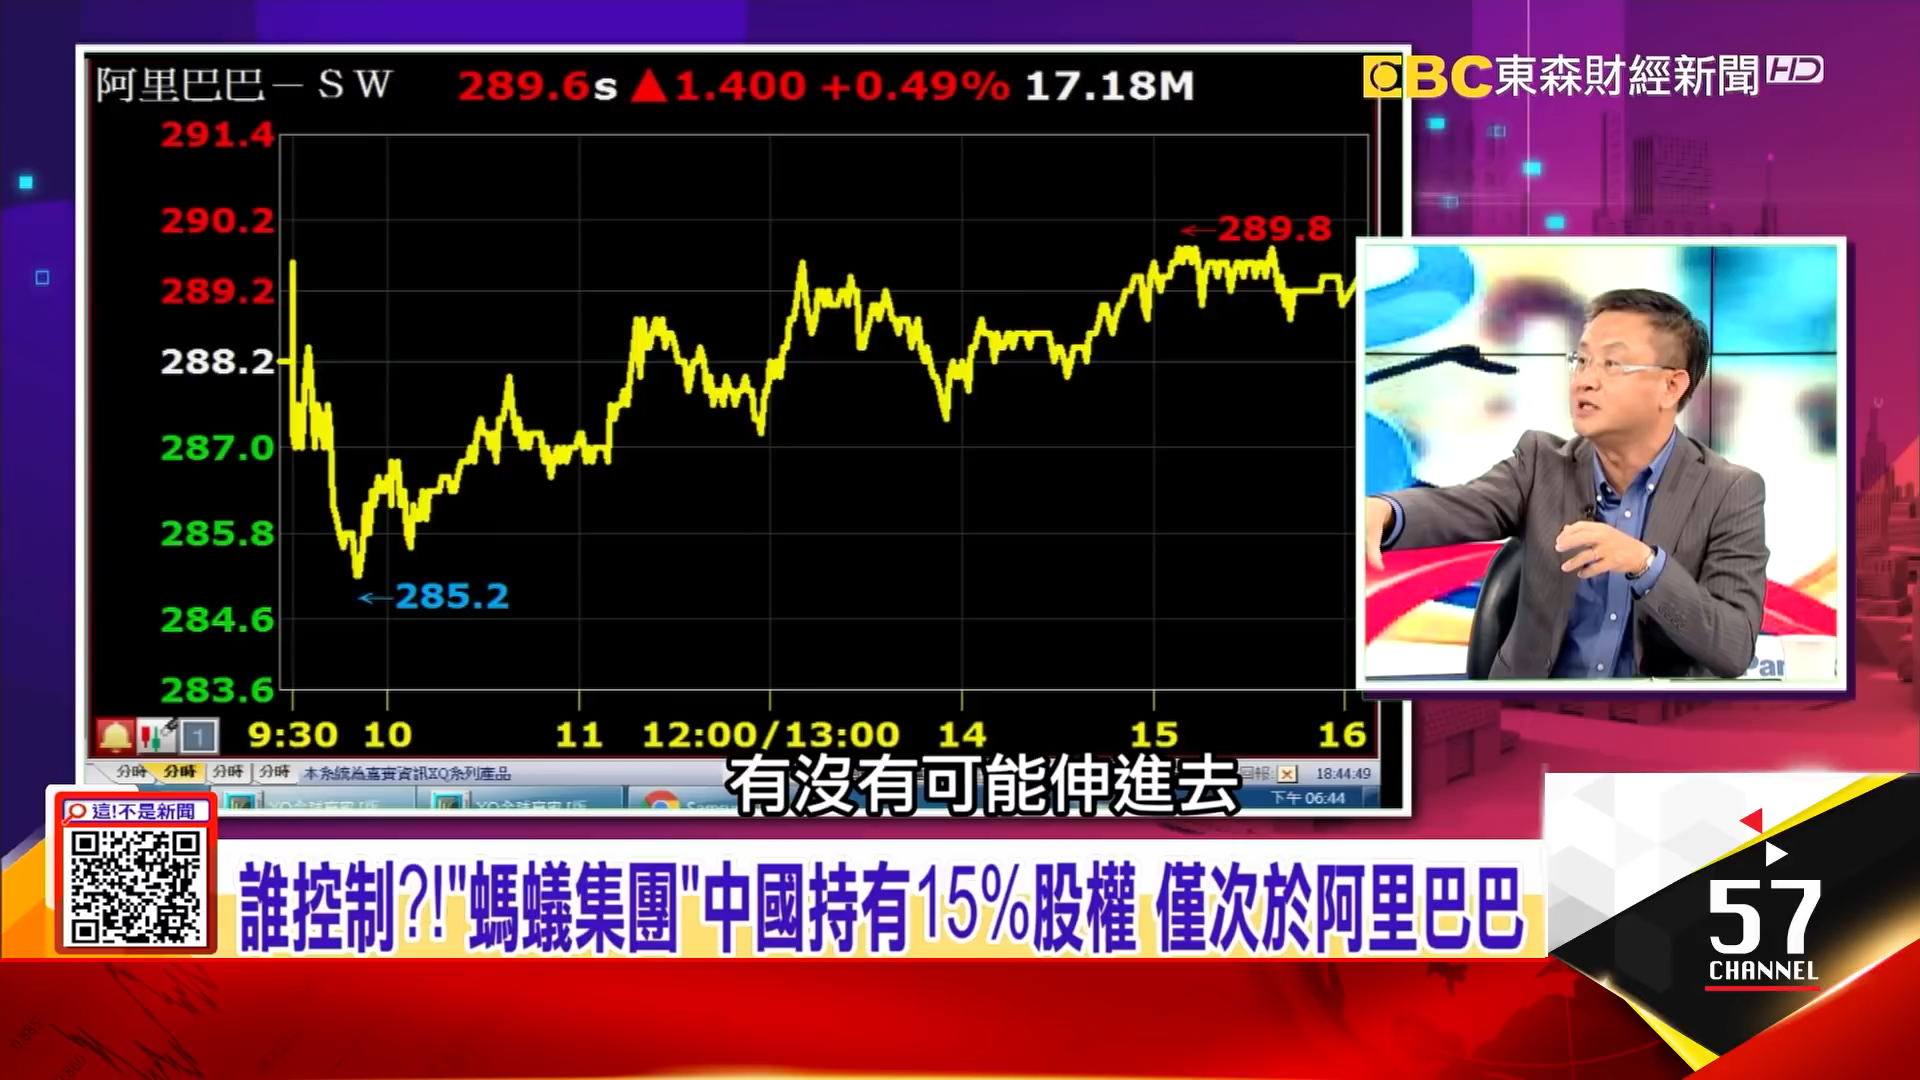 阿里巴巴－ＳＷ 289.6s ▲1.400 +0.49% 17.18M
EBC東森財經新聞HD
291.4
290.2
289.2
288.2
287.0
285.8
284.6
283.6
←289.8
←285.2
9:30 10 11 12:00/13:00 14 15 16
1
分時 分時 分時 分時 本系統為嘉實資訊XQ系列產品
回報 18:44:49
下午 06:44
Pan
有沒有可能伸進去
這!不是新聞
誰控制?!"螞蟻集團"中國持有15%股權 僅次於阿里巴巴
57
CHANNEL